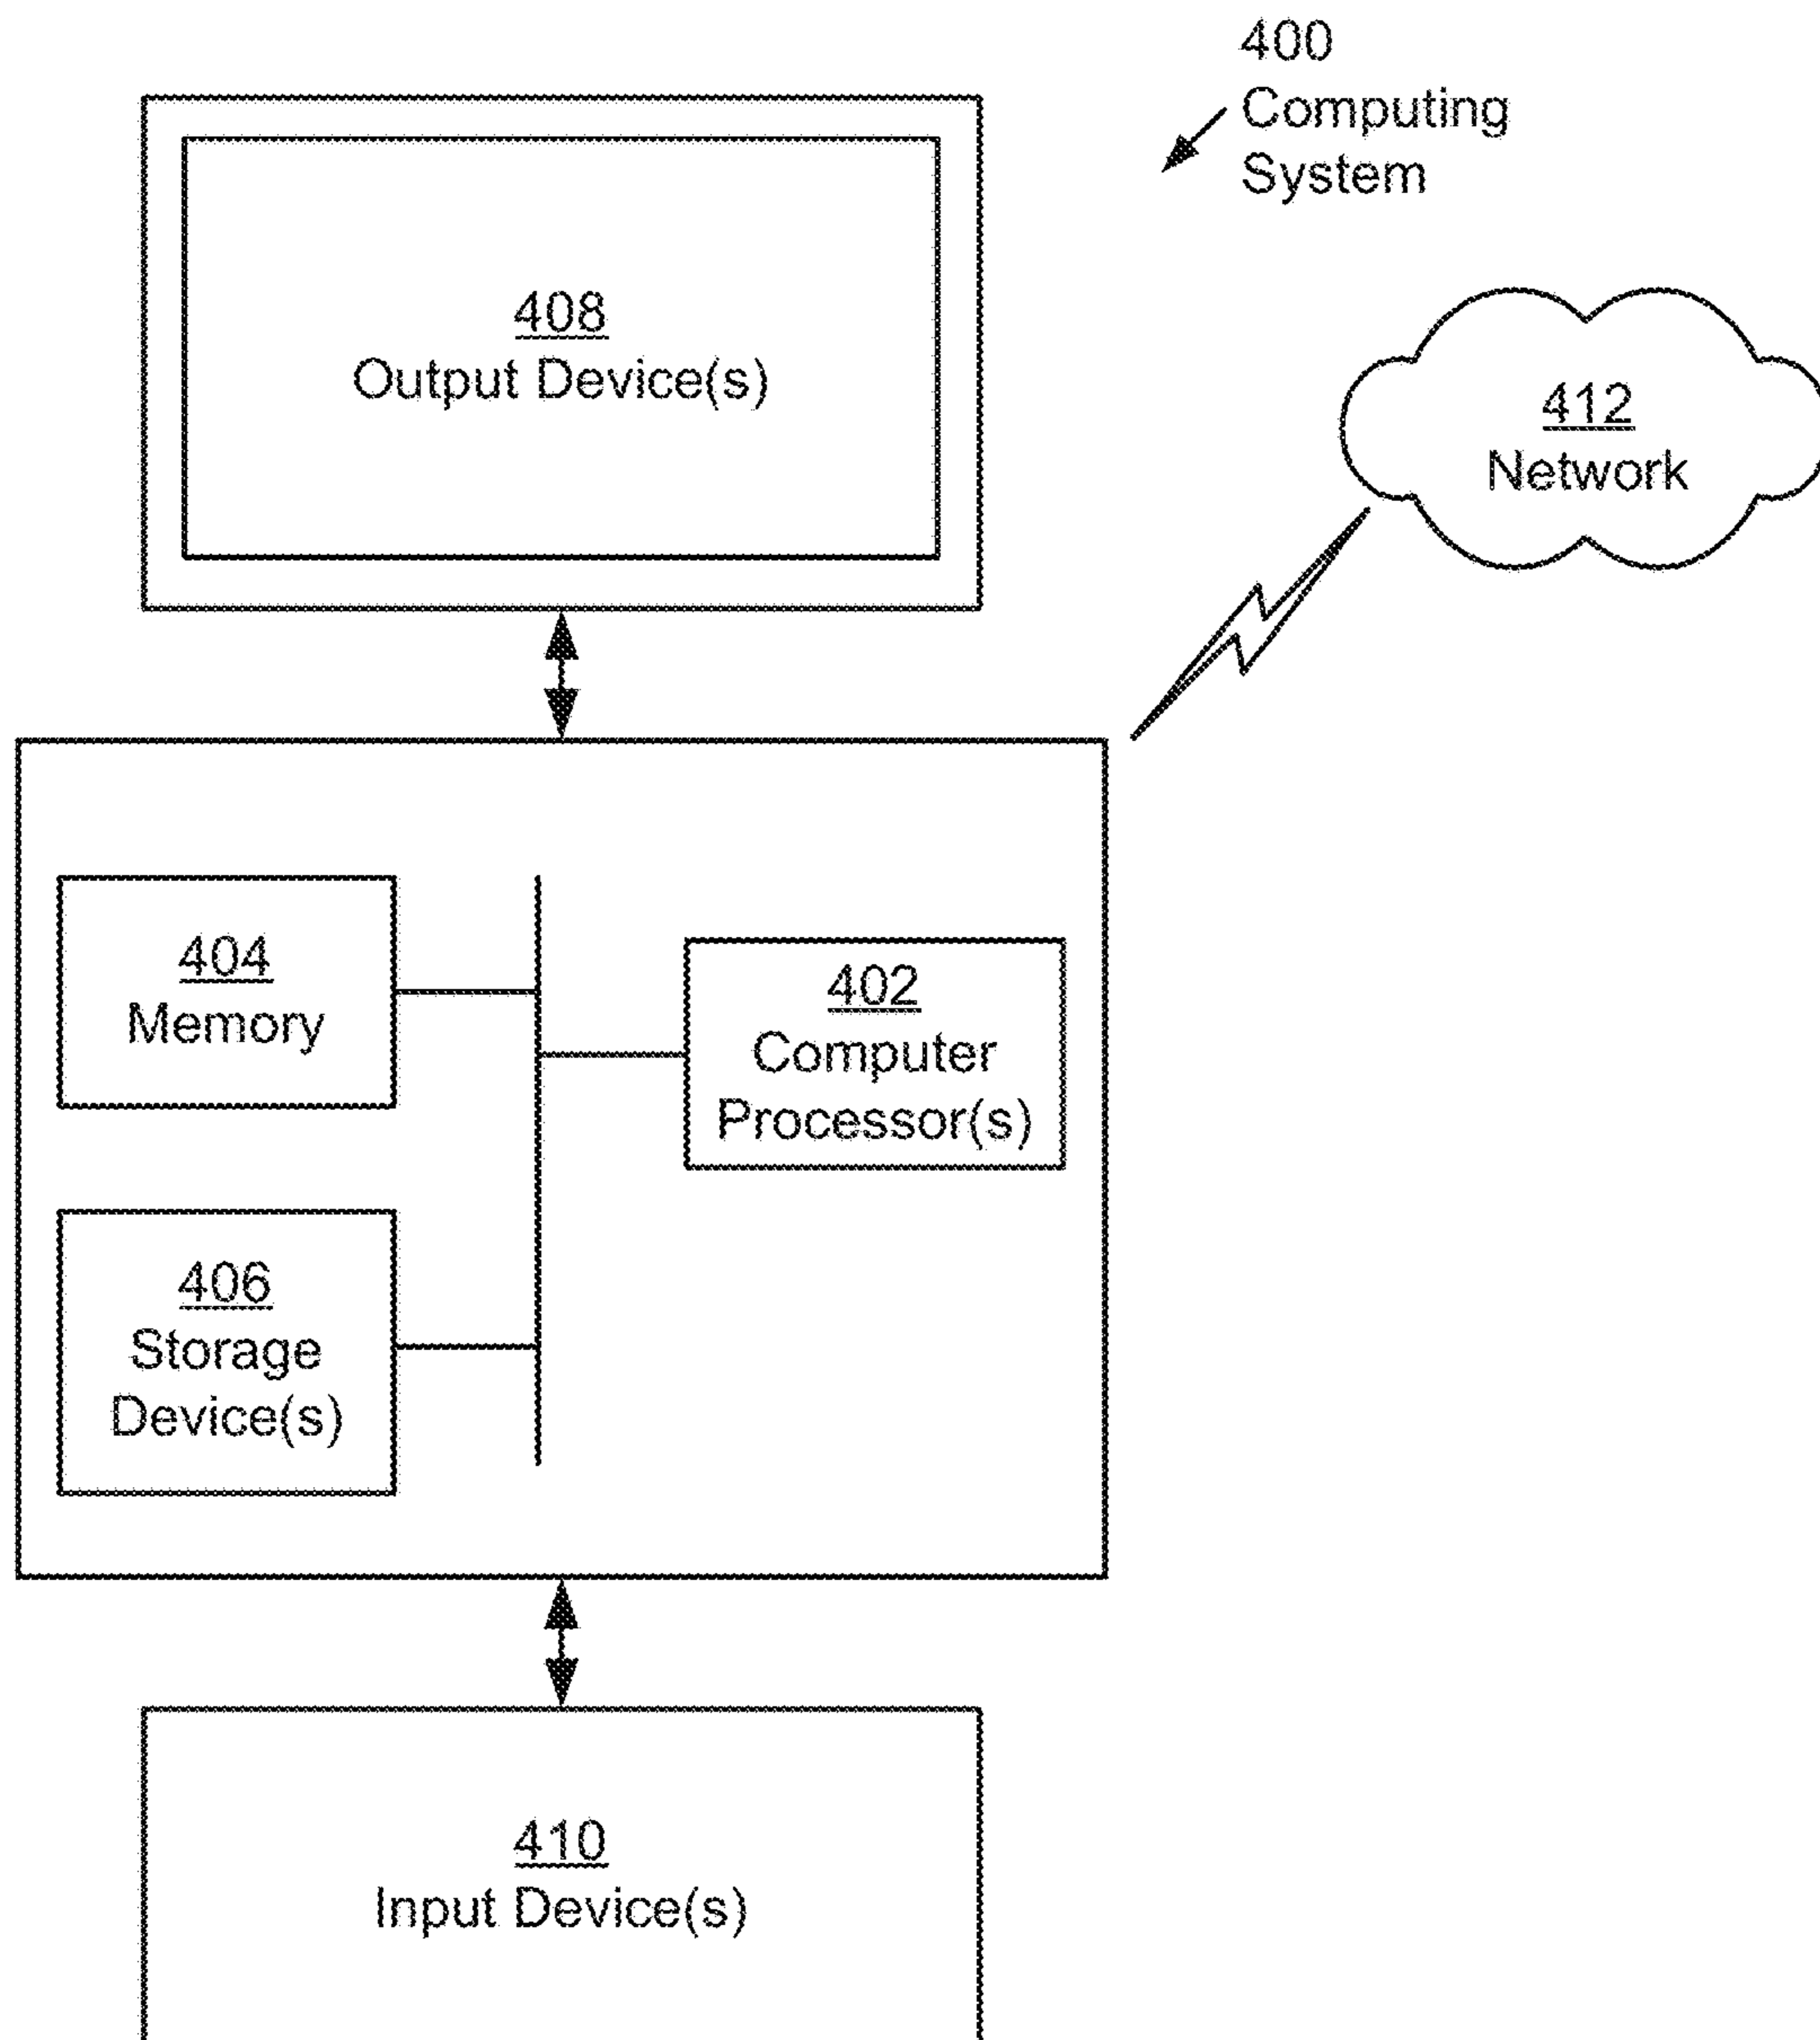 400
Computing
System
408
Output Device(s)
412
Network
404
Memory
402
Computer
Processor(s)
406
Storage
Device(s)
410
Input Device(s)